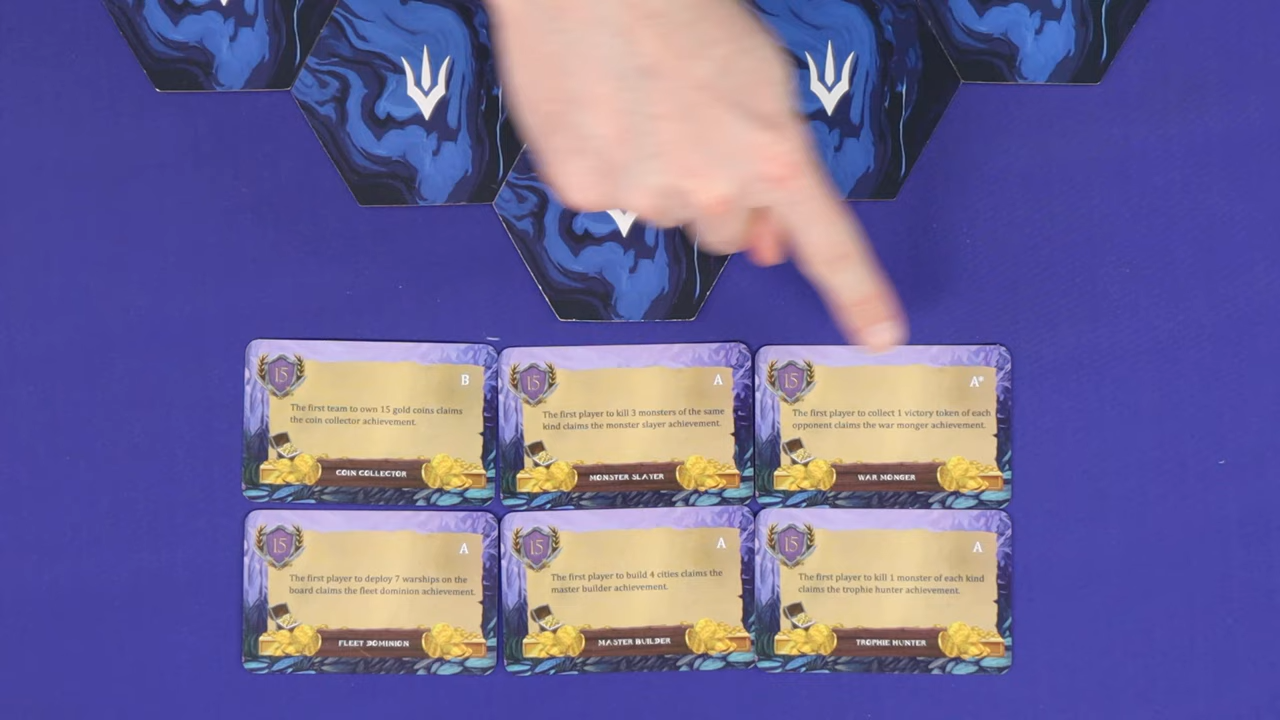 15
B
The first team to own 15 gold coins claims
the coin collector achievement.
COIN COLLECTOR
15
A
The first player to kill 3 monsters of the same
kind claims the monster slayer achievement.
MONSTER SLAYER
15
A*
The first player to collect 1 victory token of each
opponent claims the war monger achievement.
WAR MONGER
15
A
The first player to deploy 7 warships on the
board claims the fleet dominion achievement.
FLEET DOMINION
15
A
The first player to build 4 cities claims the
master builder achievement.
MASTER BUILDER
15
A
The first player to kill 1 monster of each kind
claims the trophie hunter achievement.
TROPHIE HUNTER